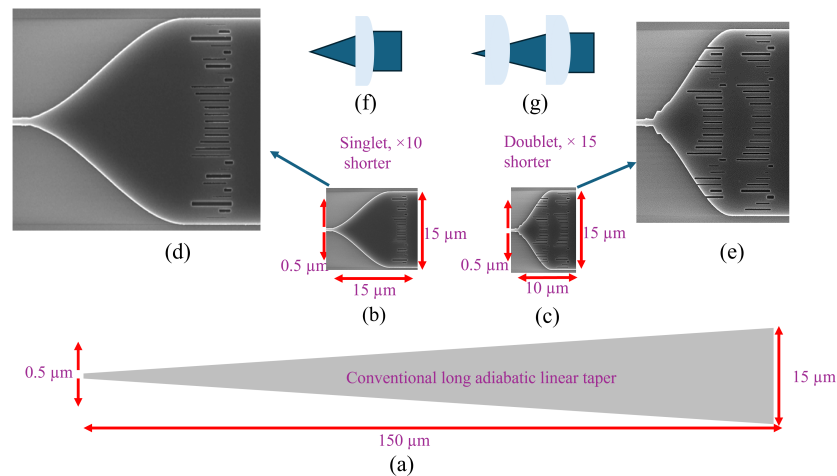 (f)
(g)
Singlet, ×10
shorter
Doublet, × 15
shorter
(d)
(e)
0.5 µm
15 µm
15 µm
(b)
0.5 µm
15 µm
10 µm
(c)
0.5 µm
Conventional long adiabatic linear taper
15 µm
150 µm
(a)